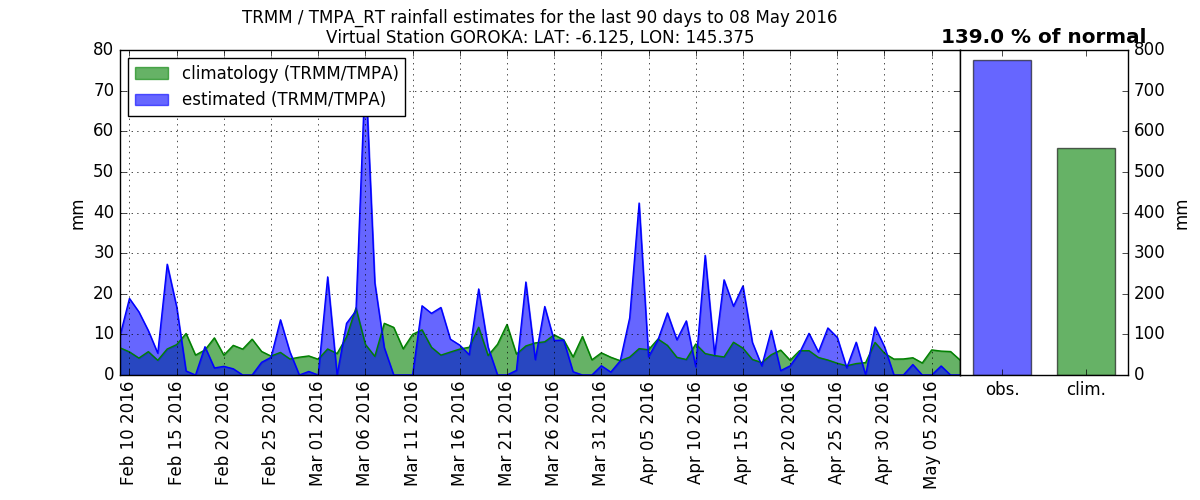 TRMM / TMPA_RT rainfall estimates for the last 90 days to 08 May 2016
Virtual Station GOROKA: LAT: -6.125, LON: 145.375
139.0 % of normal
climatology (TRMM/TMPA)
estimated (TRMM/TMPA)
80
70
60
50
40
30
20
10
0
mm
Feb 10 2016
Feb 15 2016
Feb 20 2016
Feb 25 2016
Mar 01 2016
Mar 06 2016
Mar 11 2016
Mar 16 2016
Mar 21 2016
Mar 26 2016
Mar 31 2016
Apr 05 2016
Apr 10 2016
Apr 15 2016
Apr 20 2016
Apr 25 2016
Apr 30 2016
May 05 2016
obs.
clim.
800
700
600
500
400
300
200
100
0
mm